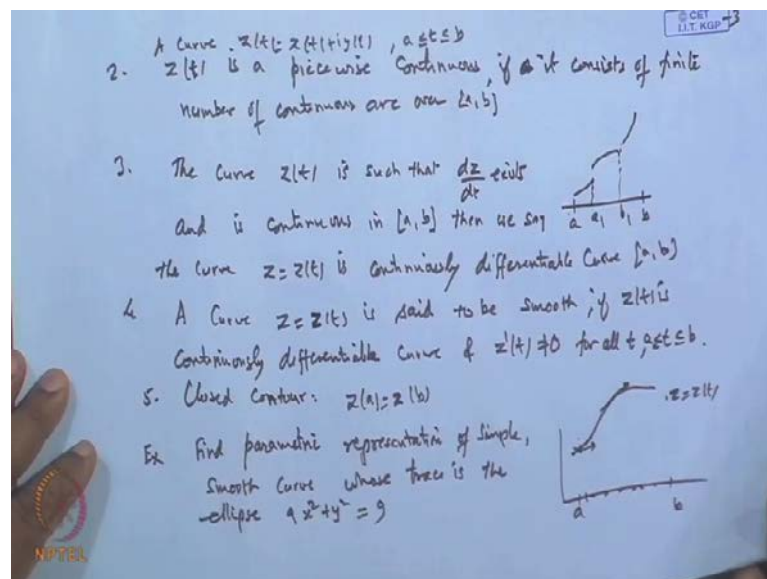 © CET
I.I.T. KGP
A curve . z(t) = x(t)+iy(t) , a ≤ t ≤ b
2. z(t) is a piecewise continuous, if it consists of finite
number of continuous arc over [a,b]
3. The curve z(t) is such that dz/dt exists
and is continuous in [a,b] then we say
a a₁ b₁ b
the curve z = z(t) is continuously differentiable curve [a,b]
4 A curve z = z(t) is said to be smooth, if z(t) is
continuously differentiable curve & z'(t) ≠ 0 for all t, a ≤ t ≤ b.
5. Closed Contour: z(a) = z(b)
z = z(t)
Ex Find parametric representation of simple,
smooth curve whose trace is the
ellipse 9x²+y² = 9
a b
NPTEL